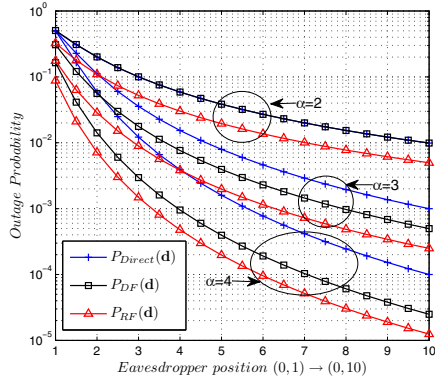 10^0
10^-1
10^-2
10^-3
10^-4
10^-5
Outage Probability
α=2
α=3
α=4
P_Direct(d)
P_DF(d)
P_RF(d)
1 2 3 4 5 6 7 8 9 10
Eavesdropper position (0, 1) → (0, 10)